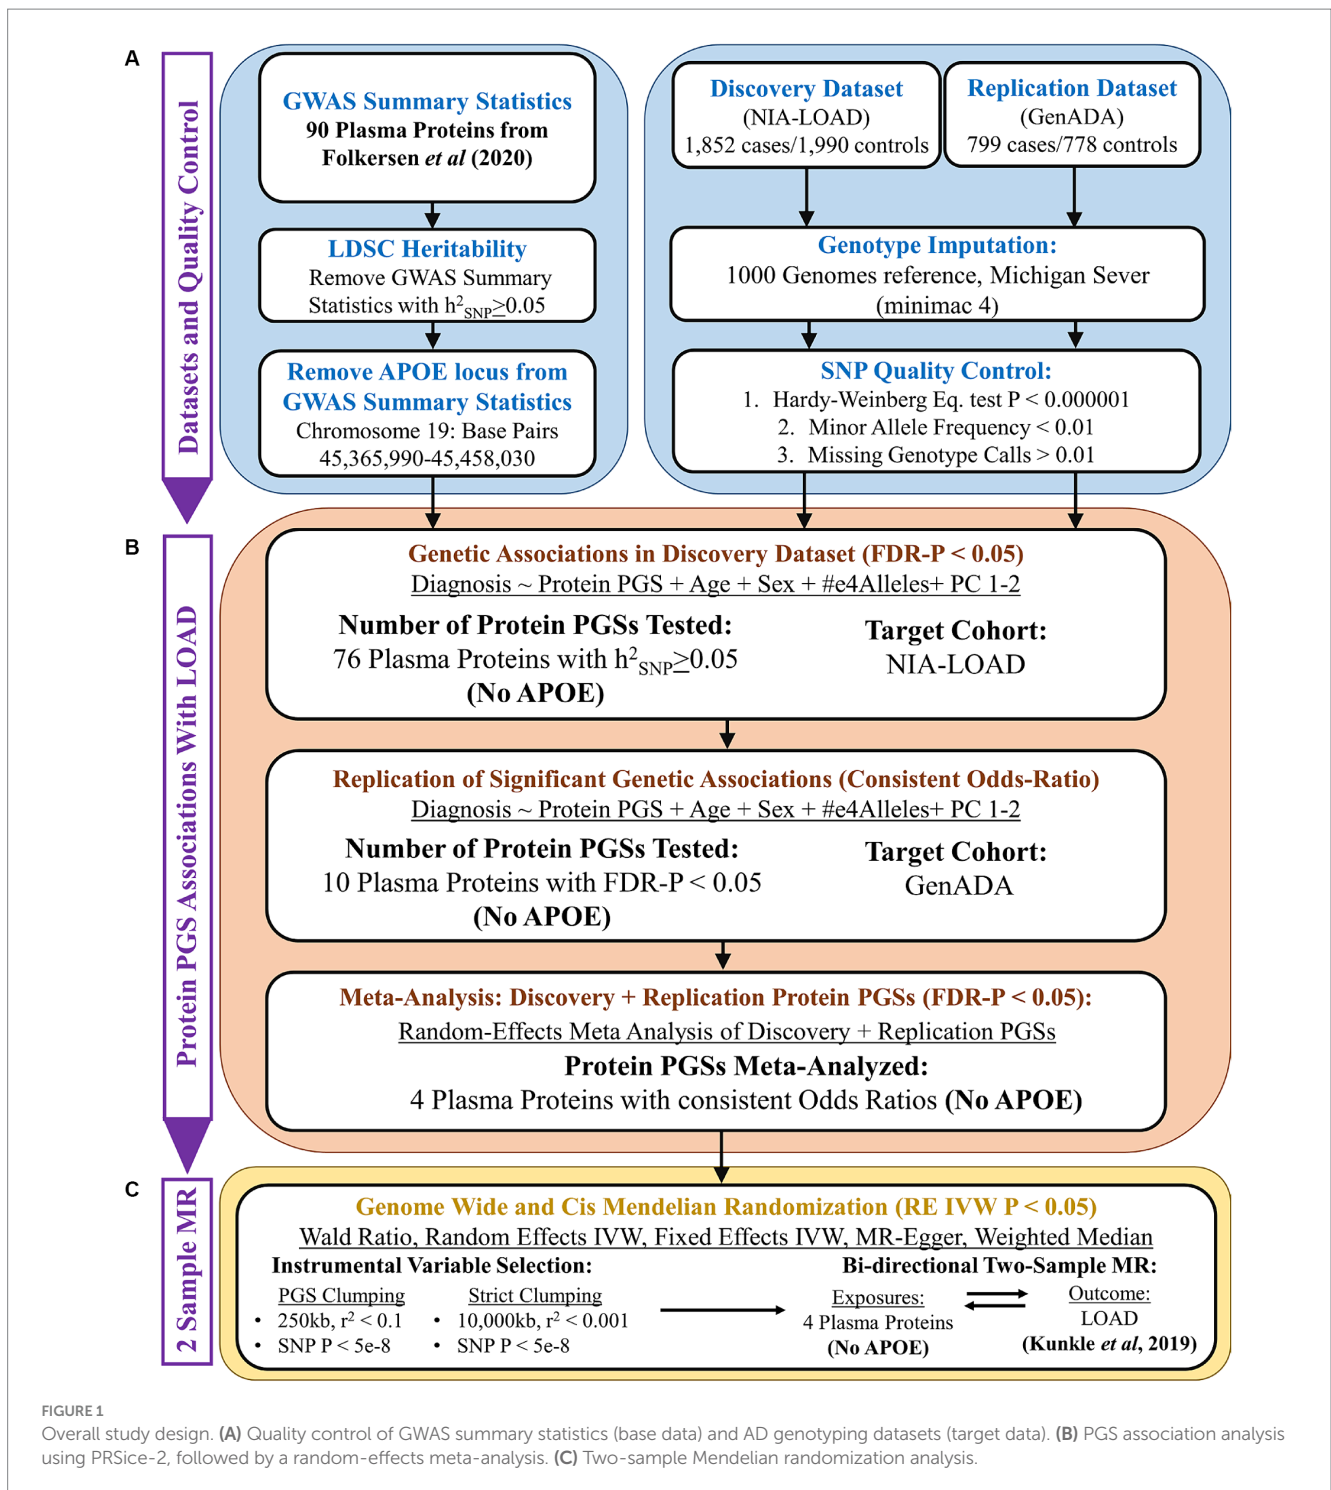 A
Datasets and Quality Control
GWAS Summary Statistics
90 Plasma Proteins from
Folkersen et al (2020)
LDSC Heritability
Remove GWAS Summary
Statistics with h²SNP≥0.05
Remove APOE locus from
GWAS Summary Statistics
Chromosome 19: Base Pairs
45,365,990-45,458,030
Discovery Dataset
(NIA-LOAD)
1,852 cases/1,990 controls
Replication Dataset
(GenADA)
799 cases/778 controls
Genotype Imputation:
1000 Genomes reference, Michigan Sever
(minimac 4)
SNP Quality Control:
1. Hardy-Weinberg Eq. test P < 0.000001
2. Minor Allele Frequency < 0.01
3. Missing Genotype Calls > 0.01
B
Protein PGS Associations With LOAD
Genetic Associations in Discovery Dataset (FDR-P < 0.05)
Diagnosis ~ Protein PGS + Age + Sex + #e4Alleles+ PC 1-2
Number of Protein PGSs Tested:
76 Plasma Proteins with h²SNP≥0.05
(No APOE)
Target Cohort:
NIA-LOAD
Replication of Significant Genetic Associations (Consistent Odds-Ratio)
Diagnosis ~ Protein PGS + Age + Sex + #e4Alleles+ PC 1-2
Number of Protein PGSs Tested:
10 Plasma Proteins with FDR-P < 0.05
(No APOE)
Target Cohort:
GenADA
Meta-Analysis: Discovery + Replication Protein PGSs (FDR-P < 0.05):
Random-Effects Meta Analysis of Discovery + Replication PGSs
Protein PGSs Meta-Analyzed:
4 Plasma Proteins with consistent Odds Ratios (No APOE)
C
2 Sample MR
Genome Wide and Cis Mendelian Randomization (RE IVW P < 0.05)
Wald Ratio, Random Effects IVW, Fixed Effects IVW, MR-Egger, Weighted Median
Instrumental Variable Selection:
PGS Clumping
• 250kb, r² < 0.1
• SNP P < 5e-8
Strict Clumping
• 10,000kb, r² < 0.001
• SNP P < 5e-8
Bi-directional Two-Sample MR:
Exposures:
4 Plasma Proteins
(No APOE)
Outcome:
LOAD
(Kunkle et al, 2019)
FIGURE 1
Overall study design. (A) Quality control of GWAS summary statistics (base data) and AD genotyping datasets (target data). (B) PGS association analysis
using PRSice-2, followed by a random-effects meta-analysis. (C) Two-sample Mendelian randomization analysis.